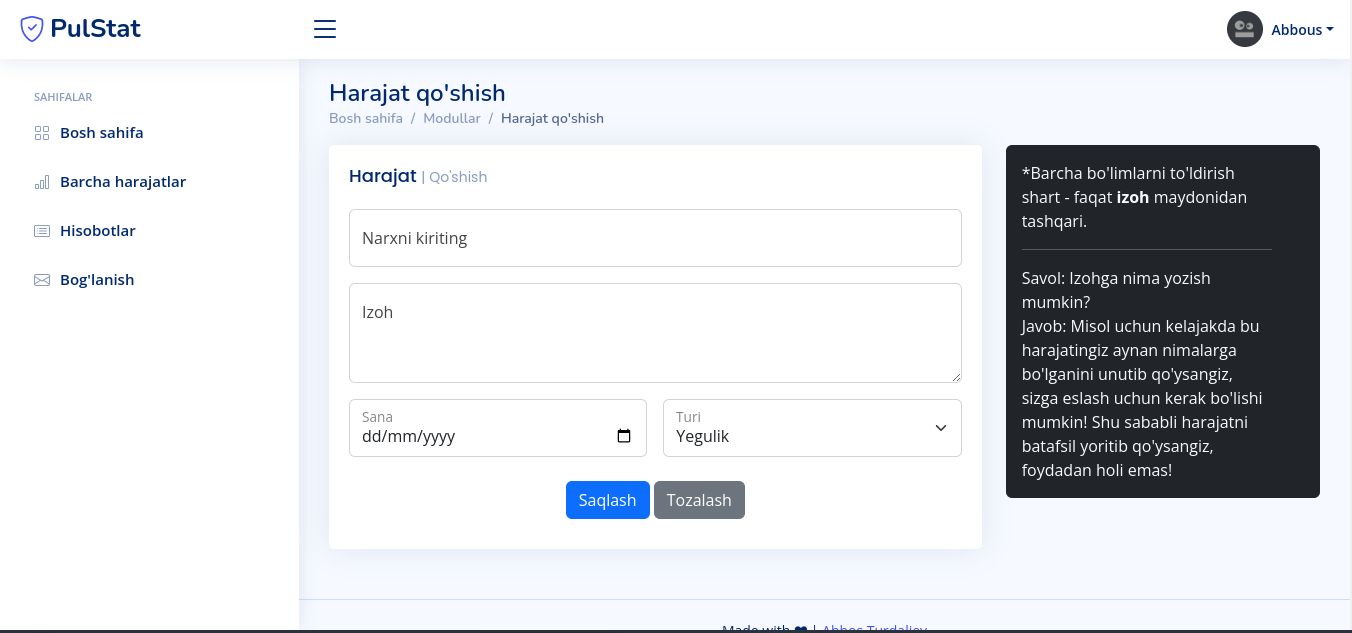 PulStat
Abbous
SAHIFALAR
Bosh sahifa
Barcha harajatlar
Hisobotlar
Bog'lanish
Harajat qo'shish
Bosh sahifa / Modullar / Harajat qo'shish
Harajat | Qo'shish
Narxni kiriting
Izoh
Sana
dd/mm/yyyy
Turi
Yegulik
Saqlash
Tozalash
*Barcha bo'limlarni to'ldirish
shart - faqat izoh maydonidan
tashqari.
Savol: Izohga nima yozish
mumkin?
Javob: Misol uchun kelajakda bu
harajatingiz aynan nimalarga
bo'lganini unutib qo'ysangiz,
sizga eslash uchun kerak bo'lishi
mumkin! Shu sababli harajatni
batafsil yoritib qo'ysangiz,
foydadan holi emas!
Made with ❤ | Abbos Turdaliev